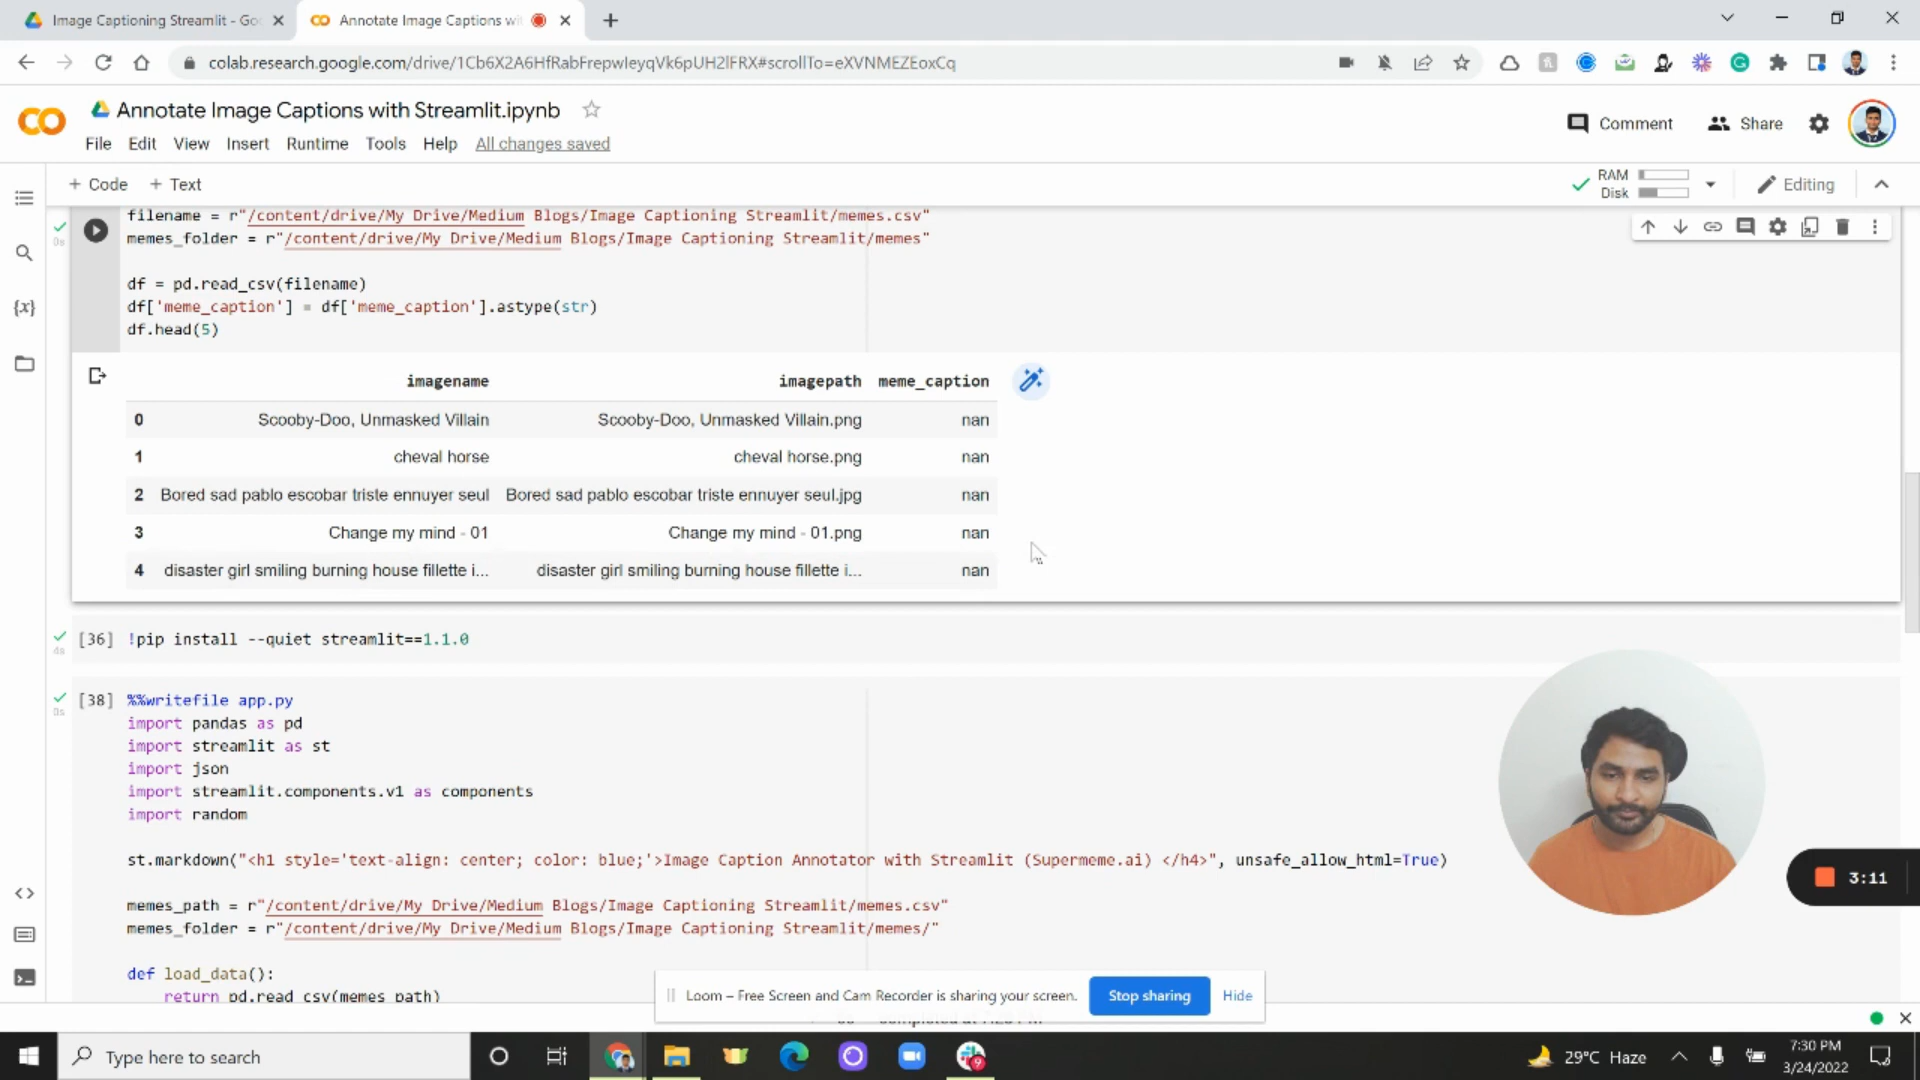 Image Captioning Streamlit - Go
Annotate Image Captions wi
colab.research.google.com/drive/1Cb6X2A6HfRabFrepwIeyqVk6pUH2lFRX#scrollTo=eXVNMEZEoxCq
Annotate Image Captions with Streamlit.ipynb
Comment
Share
File Edit View Insert Runtime Tools Help All changes saved
+ Code + Text
RAM
Disk
Editing
filename = r"/content/drive/My Drive/Medium Blogs/Image Captioning Streamlit/memes.csv"
memes_folder = r"/content/drive/My Drive/Medium Blogs/Image Captioning Streamlit/memes"
0s
df = pd.read_csv(filename)
df['meme_caption'] = df['meme_caption'].astype(str)
df.head(5)
{x}
imagename imagepath meme_caption
0 Scooby-Doo, Unmasked Villain Scooby-Doo, Unmasked Villain.png nan
1 cheval horse cheval horse.png nan
2 Bored sad pablo escobar triste ennuyer seul Bored sad pablo escobar triste ennuyer seul.jpg nan
3 Change my mind - 01 Change my mind - 01.png nan
4 disaster girl smiling burning house fillette i... disaster girl smiling burning house fillette i... nan
[36] !pip install --quiet streamlit==1.1.0
4s
[38] %%writefile app.py
0s
import pandas as pd
import streamlit as st
import json
import streamlit.components.v1 as components
import random
st.markdown("<h1 style='text-align: center; color: blue;'>Image Caption Annotator with Streamlit (Supermeme.ai) </h4>", unsafe_allow_html=True)
3:11
memes_path = r"/content/drive/My Drive/Medium Blogs/Image Captioning Streamlit/memes.csv"
memes_folder = r"/content/drive/My Drive/Medium Blogs/Image Captioning Streamlit/memes/"
def load_data():
return pd.read_csv(memes_path)
Loom – Free Screen and Cam Recorder is sharing your screen. Stop sharing Hide
Type here to search
9
29°C Haze
7:30 PM
3/24/2022